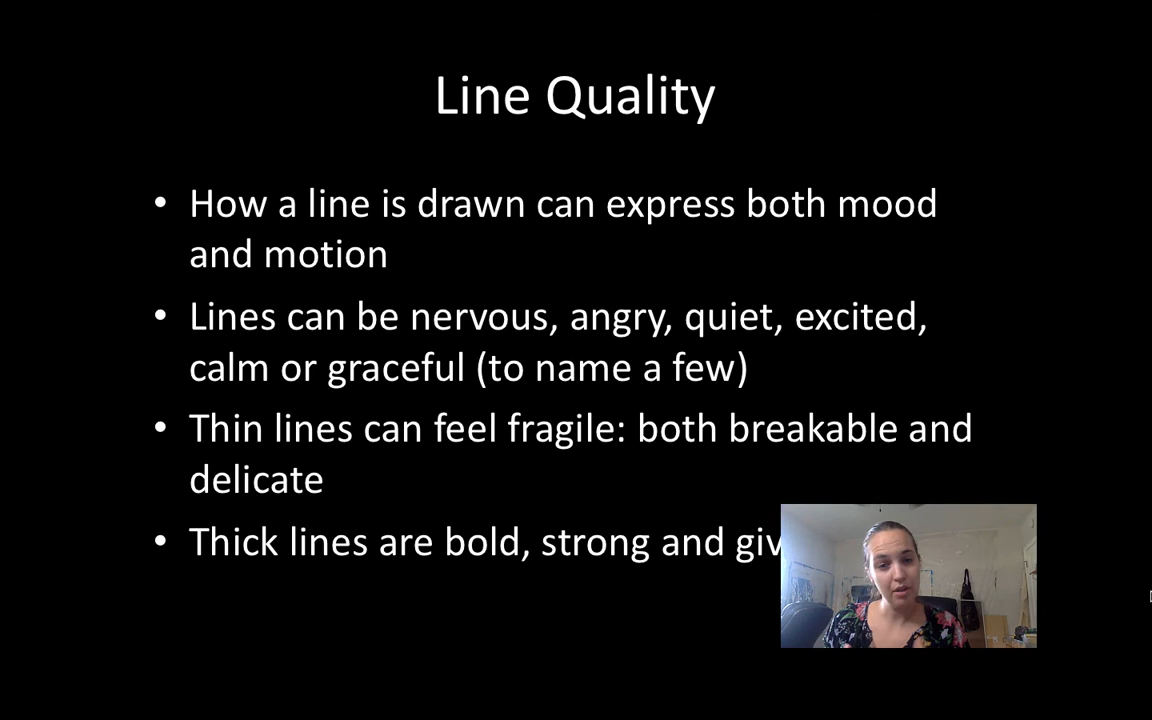 Line Quality
• How a line is drawn can express both mood
and motion
• Lines can be nervous, angry, quiet, excited,
calm or graceful (to name a few)
• Thin lines can feel fragile: both breakable and
delicate
• Thick lines are bold, strong and